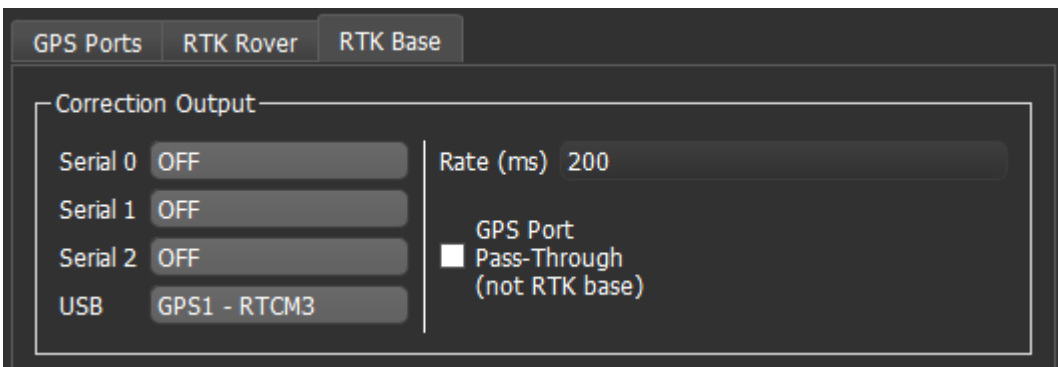 GPS Ports RTK Rover RTK Base
Correction Output
Serial 0 OFF
Serial 1 OFF
Serial 2 OFF
USB GPS1 - RTCM3
Rate (ms) 200
GPS Port
Pass-Through
(not RTK base)